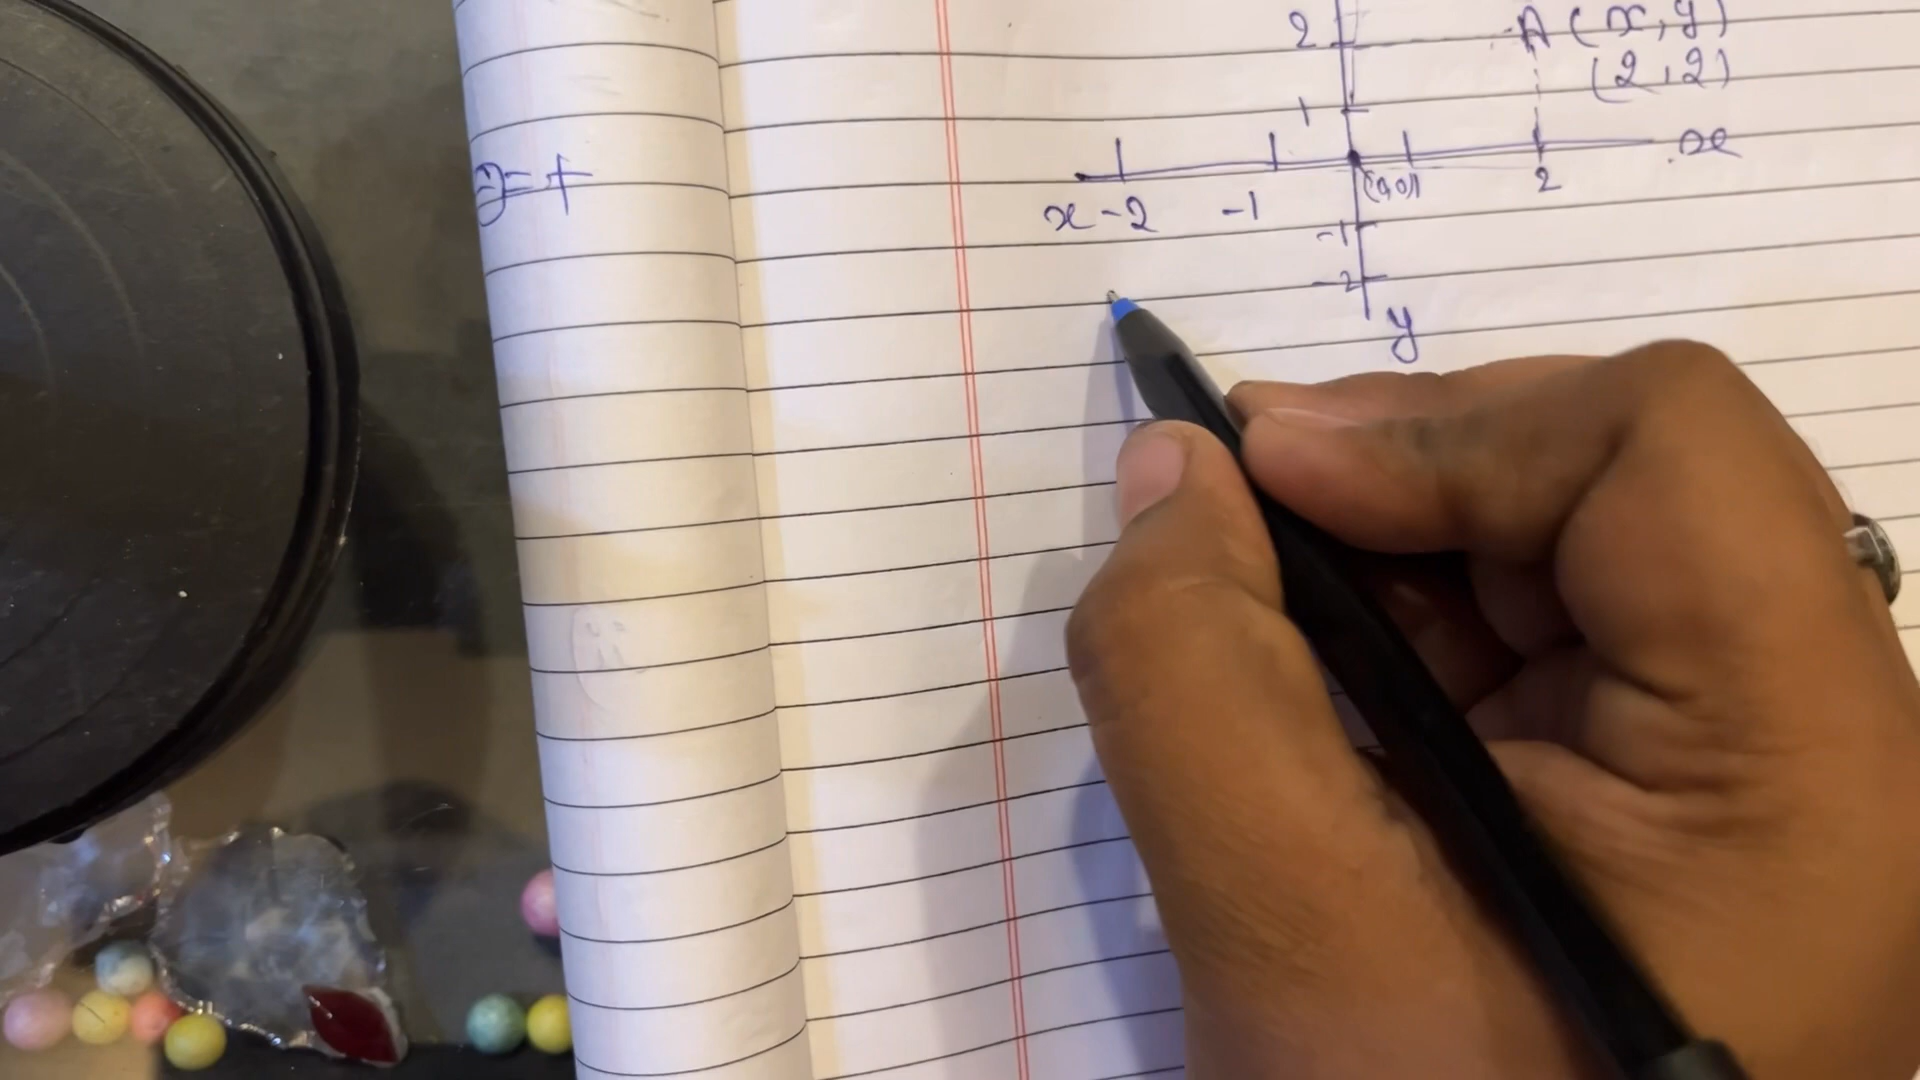 2 A (x, y)
(2, 2)
1
x
(0,0) 2
x -2 -1
-1
-2
y